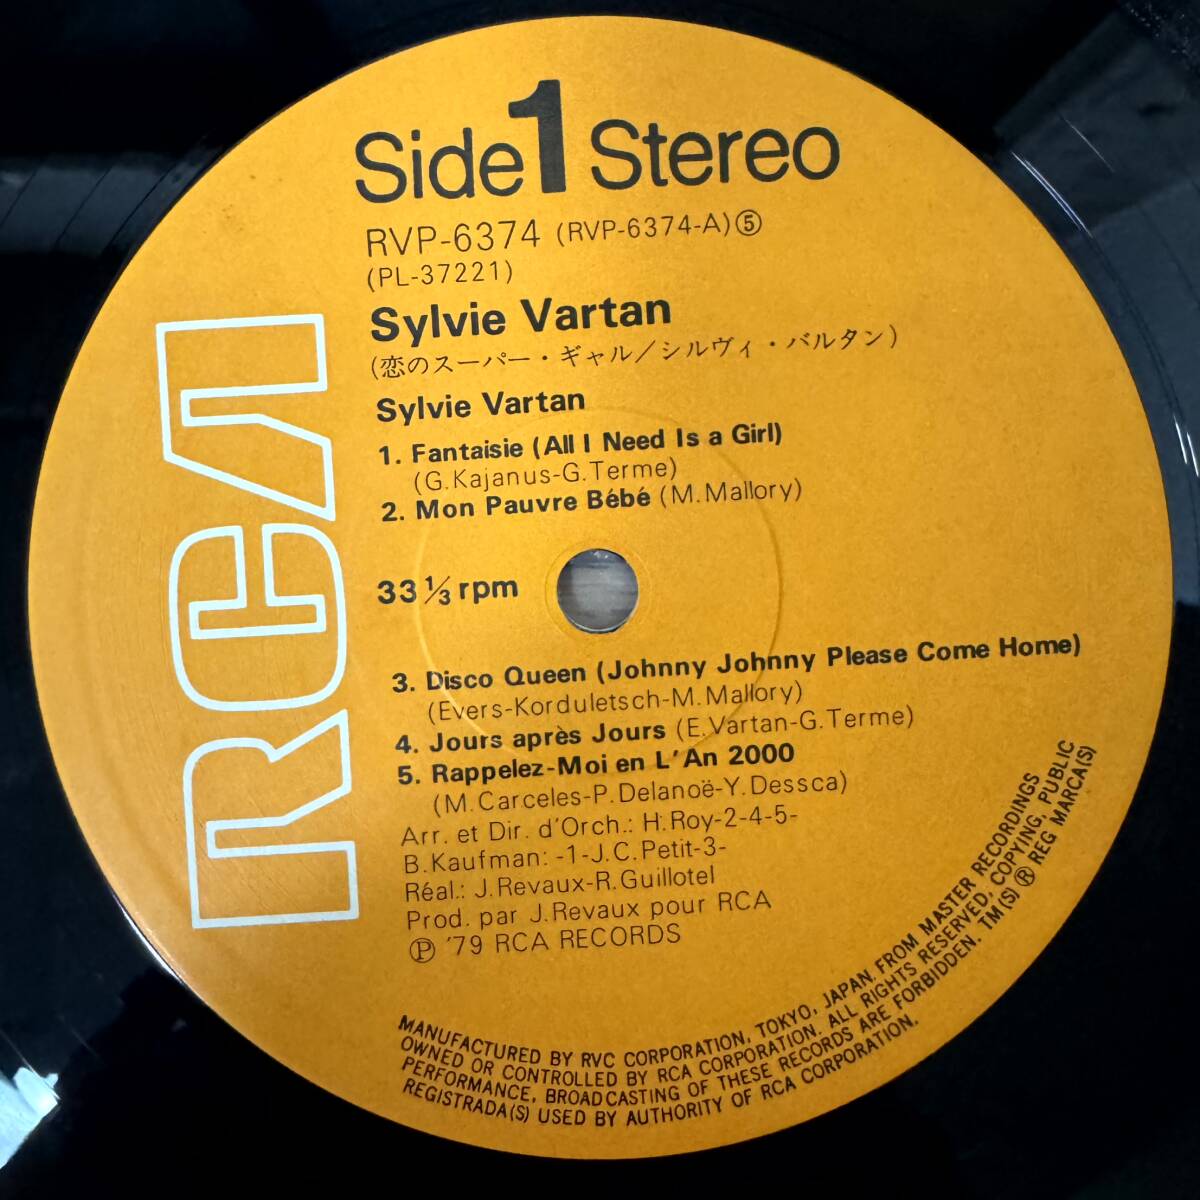 Side 1 Stereo
RVP-6374 (RVP-6374-A)⑤
(PL-37221)
Sylvie Vartan
(恋のスーパー・ギャル/シルヴィ・バルタン)
Sylvie Vartan
1. Fantaisie (All I Need Is a Girl)
(G.Kajanus-G.Terme)
2. Mon Pauvre Bébé (M.Mallory)
33 1/3 rpm
3. Disco Queen (Johnny Johnny Please Come Home)
(Evers-Korduletsch-M.Mallory)
4. Jours après Jours (E.Vartan-G.Terme)
5. Rappelez-Moi en L'An 2000
(M.Carceles-P.Delanoë-Y.Dessca)
Arr. et Dir. d'Orch.: H.Roy-2-4-5-
B.Kaufman: -1-J.C.Petit-3-
Réal.: J.Revaux-R.Guillotel
Prod. par J.Revaux pour RCA
Ⓟ '79 RCA RECORDS
RCA
MANUFACTURED BY RVC CORPORATION, TOKYO, JAPAN. FROM MASTER RECORDINGS
OWNED OR CONTROLLED BY RCA CORPORATION. ALL RIGHTS RESERVED, COPYING, PUBLIC
PERFORMANCE, BROADCASTING OF THESE RECORDS ARE FORBIDDEN. TM(S) ® REG MARCA(S)
REGISTRADA(S) USED BY AUTHORITY OF RCA CORPORATION.